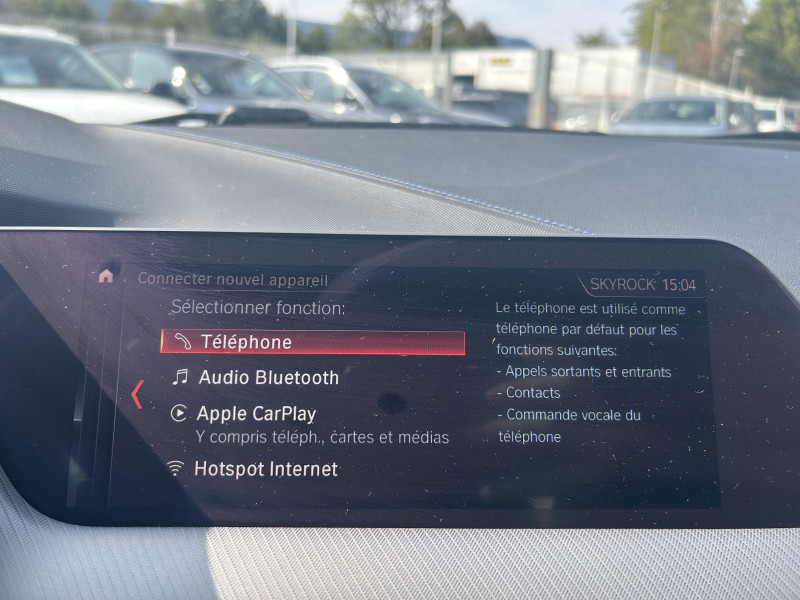 Connecter nouvel appareil
SKYROCK 15:04
Sélectionner fonction:
Téléphone
Audio Bluetooth
Apple CarPlay
Y compris téléph., cartes et médias
Hotspot Internet
Le téléphone est utilisé comme
téléphone par défaut pour les
fonctions suivantes:
- Appels sortants et entrants
- Contacts
- Commande vocale du
téléphone